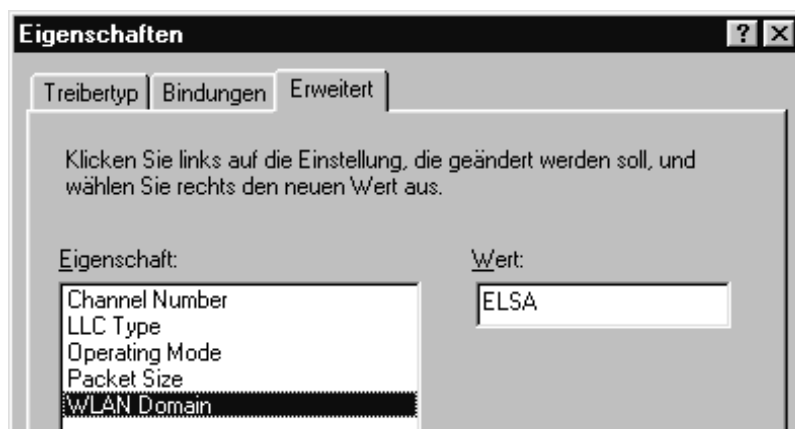 Eigenschaften
Treibertyp Bindungen Erweitert
Klicken Sie links auf die Einstellung, die geändert werden soll, und
wählen Sie rechts den neuen Wert aus.
Eigenschaft: Wert:
Channel Number ELSA
LLC Type
Operating Mode
Packet Size
WLAN Domain